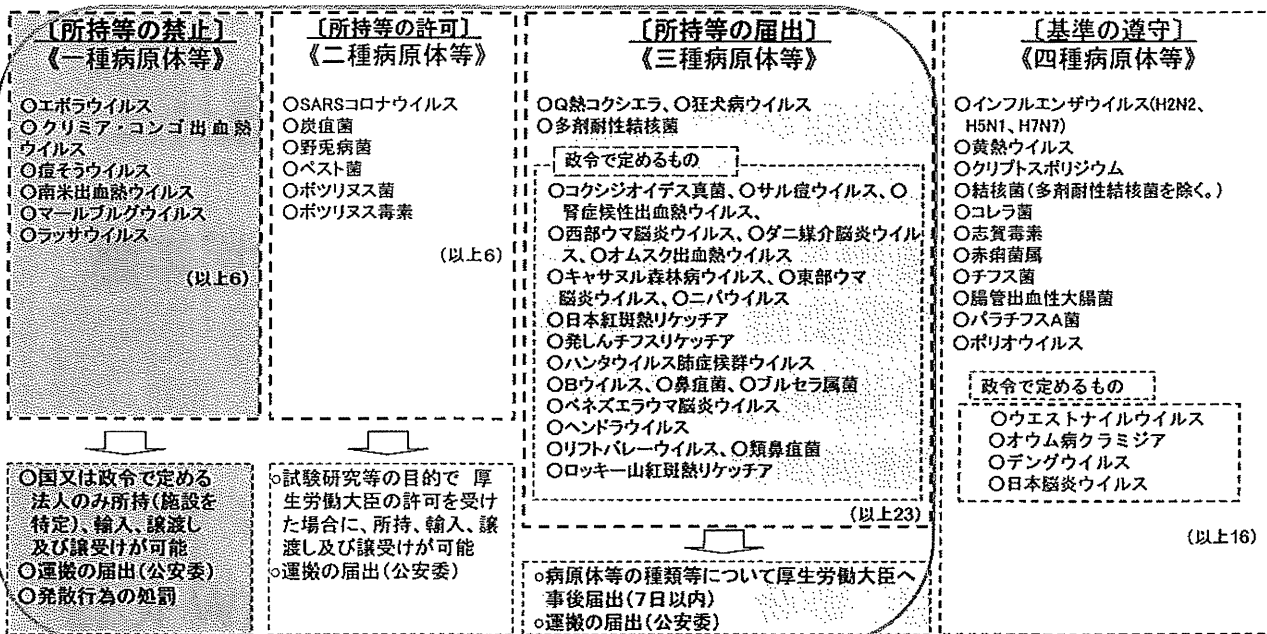 [所持等の禁止]
《一種病原体等》
○エボラウイルス
○クリミア・コンゴ出血熱
ウイルス
○痘そうウイルス
○南米出血熱ウイルス
○マールブルグウイルス
○ラッサウイルス
(以上6)
○国又は政令で定める
法人のみ所持(施設を
特定)、輸入、譲渡し
及び譲受けが可能
○運搬の届出(公安委)
○発散行為の処罰
[所持等の許可]
《二種病原体等》
○SARSコロナウイルス
○炭疽菌
○野兎病菌
○ペスト菌
○ボツリヌス菌
○ボツリヌス毒素
(以上6)
○試験研究等の目的で 厚
生労働大臣の許可を受け
た場合に、所持、輸入、譲
渡し及び譲受けが可能
○運搬の届出(公安委)
[所持等の届出]
《三種病原体等》
○Q熱コクシエラ、○狂犬病ウイルス
○多剤耐性結核菌
政令で定めるもの
○コクシジオイデス真菌、○サル痘ウイルス、○
腎症候性出血熱ウイルス、
○西部ウマ脳炎ウイルス、○ダニ媒介脳炎ウイル
ス、○オムスク出血熱ウイルス
○キャサヌル森林病ウイルス、○東部ウマ
脳炎ウイルス、○ニパウイルス
○日本紅斑熱リケッチア
○発しんチフスリケッチア
○ハンタウイルス肺症候群ウイルス
○Bウイルス、○鼻疽菌、○ブルセラ属菌
○ベネズエラウマ脳炎ウイルス
○ヘンドラウイルス
○リフトバレーウイルス、○類鼻疽菌
○ロッキー山紅斑熱リケッチア
(以上23)
○病原体等の種類等について厚生労働大臣へ
事後届出(7日以内)
○運搬の届出(公安委)
[基準の遵守]
《四種病原体等》
○インフルエンザウイルス(H2N2、
H5N1、H7N7)
○黄熱ウイルス
○クリプトスポリジウム
○結核菌(多剤耐性結核菌を除く。)
○コレラ菌
○志賀毒素
○赤痢菌属
○チフス菌
○腸管出血性大腸菌
○パラチフスA菌
○ポリオウイルス
政令で定めるもの
○ウエストナイルウイルス
○オウム病クラミジア
○デングウイルス
○日本脳炎ウイルス
(以上16)